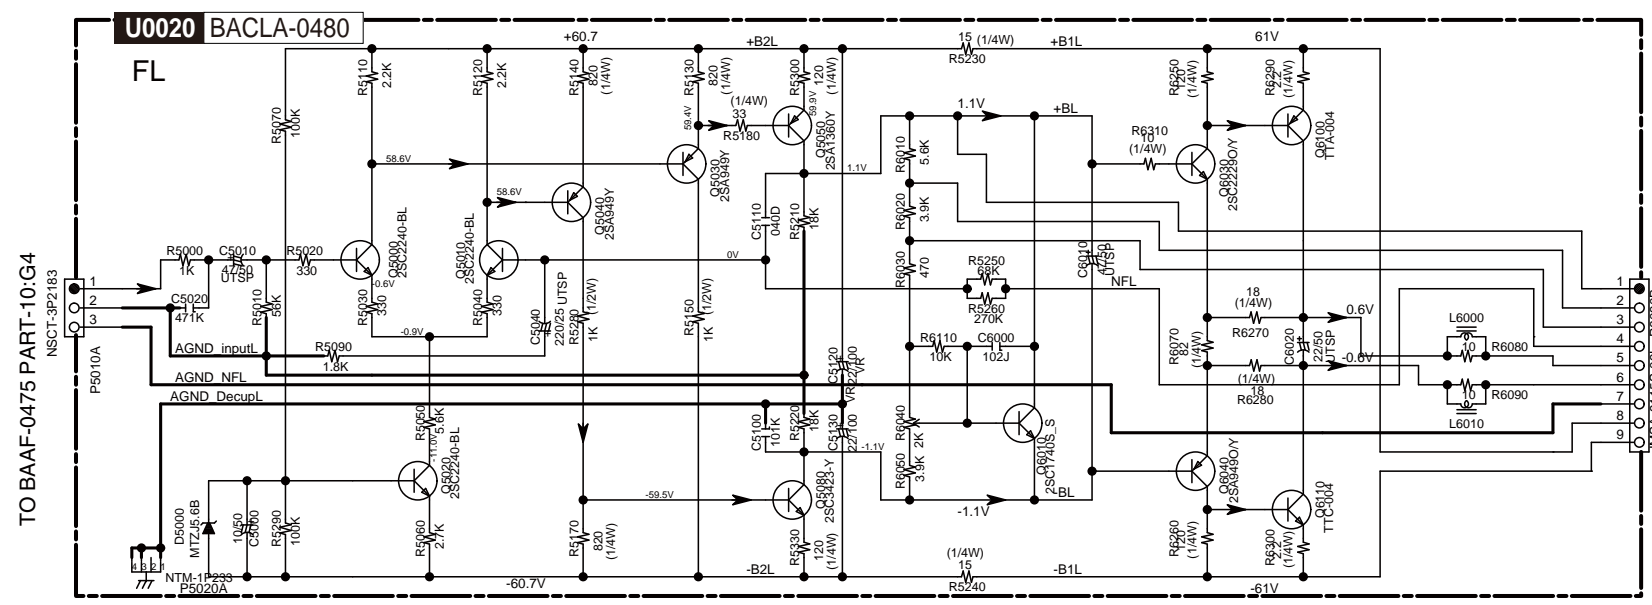 U0020 BACLA-0480
FL
TO BAAF-0475 PART-10:G4
NSCT-3P2183
P5010A
1
2
3
+60.7
+B2L
15 (1/4W)
R5230
+B1L
61V
R5110
2.2K
R5120
2.2K
R5140
820
(1/4W)
R5130
820
(1/4W)
R5300
120
(1/4W)
R6250
120
(1/4W)
R6290
2.2
(1/4W)
R5070
100K
59.4V
(1/4W)
33
R5180
59.9V
Q5050
2SA1360Y
1.1V
+BL
R6310
10
(1/4W)
Q6100
TTA-004
58.6V
Q5030
2SA949Y
1.1V
R6010
5.6K
Q6030
2SC2229O/Y
58.6V
Q5040
2SA949Y
C5110
040D
R5210
18K
R6020
3.9K
R5000
1K
C5010
47/50
UTSP
R5020
330
Q5000
2SC2240-BL
Q5010
2SC2240-BL
0V
R6030
470
R5250
68K
R5260
270K
NFL
C6010
47/50
UTSP
C5020
471K
R5010
56K
-0.6V
R5030
330
R5040
330
C5040
220/25 UTSP
R5280
1K (1/2W)
R5150
1K (1/2W)
18
(1/4W)
R6270
0.6V
L6000
10
R6080
-0.9V
R6110
10K
C6000
102J
R6070
82
(1/4W)
C6020
22/50
UTSP
AGND_inputL
R5090
1.8K
C5120
VR22/100
VR
(1/4W)
18
R6280
-0.6V
10
R6090
L6010
AGND_NFL
AGND_DecupL
R5050
5.6K
C5100
101K
R5220
18K
C5130
22/100
R6040
2K
-11.0V
Q5020
2SC2240-BL
-1.1V
R6050
3.9K
Q6010
2SC1740S_S
Q6040
2SA949O/Y
-59.5V
Q5080
2SC3423-Y
-BL
-1.1V
Q6110
TTC-004
D5000
MTZJ5.6B
10/50
C5000
R5290
100K
R5060
2.7K
R5170
820
(1/4W)
R5330
120
(1/4W)
R6260
120
(1/4W)
R6300
2.2
(1/4W)
4 3 2 1
NTM-1P233
P5020A
-60.7V
-B2L
(1/4W)
15
R5240
-B1L
-61V
1
2
3
4
5
6
7
8
9